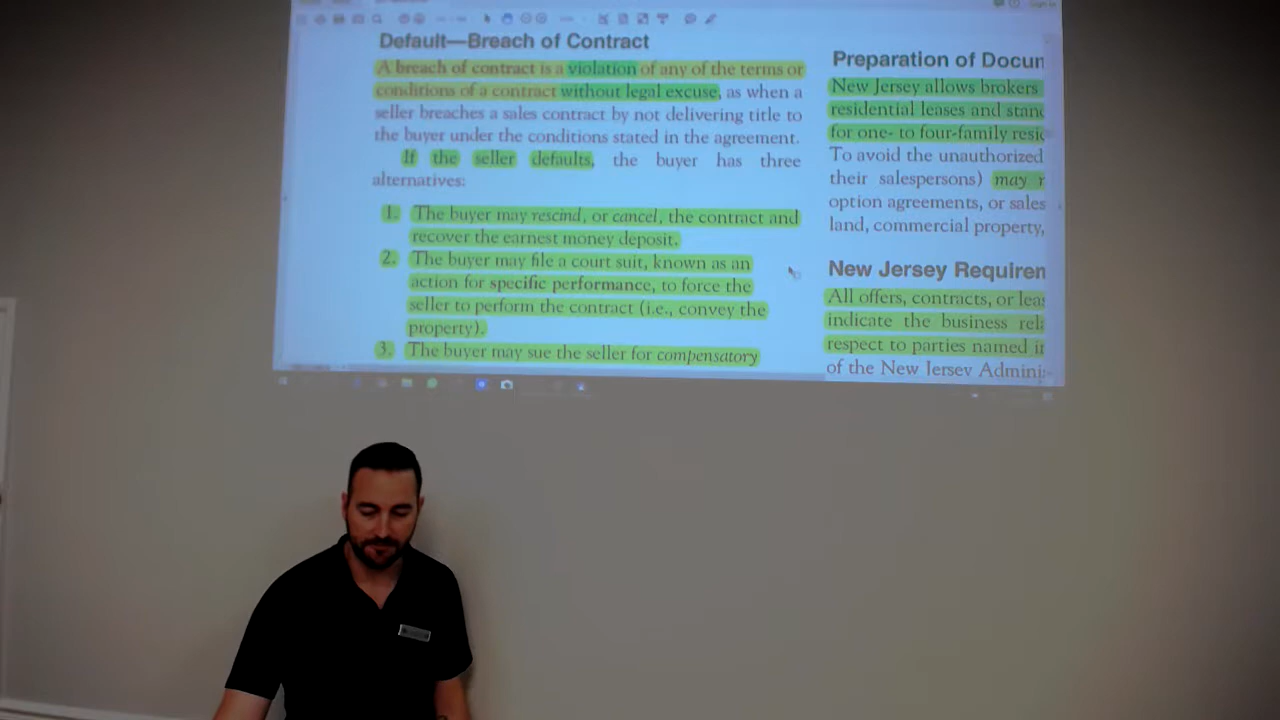 Default—Breach of Contract
A breach of contract is a violation of any of the terms or
conditions of a contract without legal excuse, as when a
seller breaches a sales contract by not delivering title to
the buyer under the conditions stated in the agreement.
If the seller defaults, the buyer has three
alternatives:
1. The buyer may rescind, or cancel, the contract and
recover the earnest money deposit.
2. The buyer may file a court suit, known as an
action for specific performance, to force the
seller to perform the contract (i.e., convey the
property).
3. The buyer may sue the seller for compensatory
Preparation of Docun
New Jersey allows brokers
residential leases and stand
for one- to four-family resid
To avoid the unauthorized
their salespersons) may n
option agreements, or sales
land, commercial property,
New Jersey Requiren
All offers, contracts, or leas
indicate the business rela
respect to parties named in
of the New Jersey Adminis